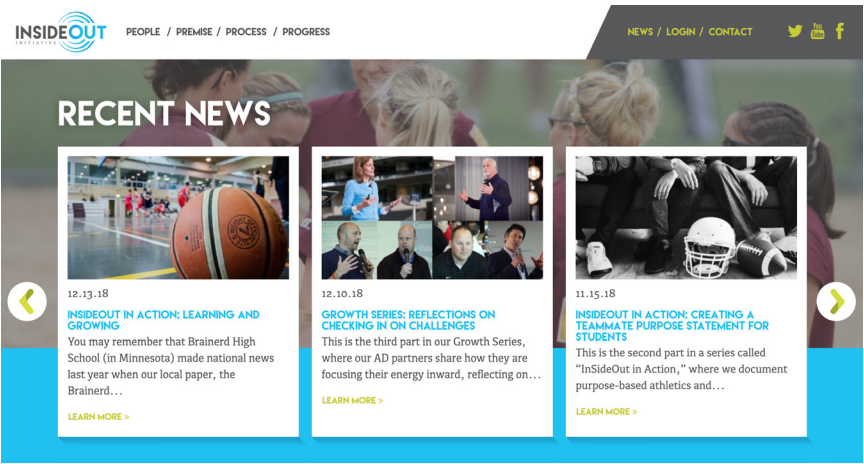 INSIDEOUT
INITIATIVE
PEOPLE / PREMISE / PROCESS / PROGRESS
NEWS / LOGIN / CONTACT
You
Tube
RECENT NEWS
12.13.18
INSIDEOUT IN ACTION: LEARNING AND
GROWING
You may remember that Brainerd High
School (in Minnesota) made national news
last year when our local paper, the
Brainerd...
LEARN MORE »
12.10.18
GROWTH SERIES: REFLECTIONS ON
CHECKING IN ON CHALLENGES
This is the third part in our Growth Series,
where our AD partners share how they are
focusing their energy inward, reflecting on...
LEARN MORE »
11.15.18
INSIDEOUT IN ACTION: CREATING A
TEAMMATE PURPOSE STATEMENT FOR
STUDENTS
This is the second part in a series called
“InSideOut in Action,” where we document
purpose-based athletics and...
LEARN MORE »